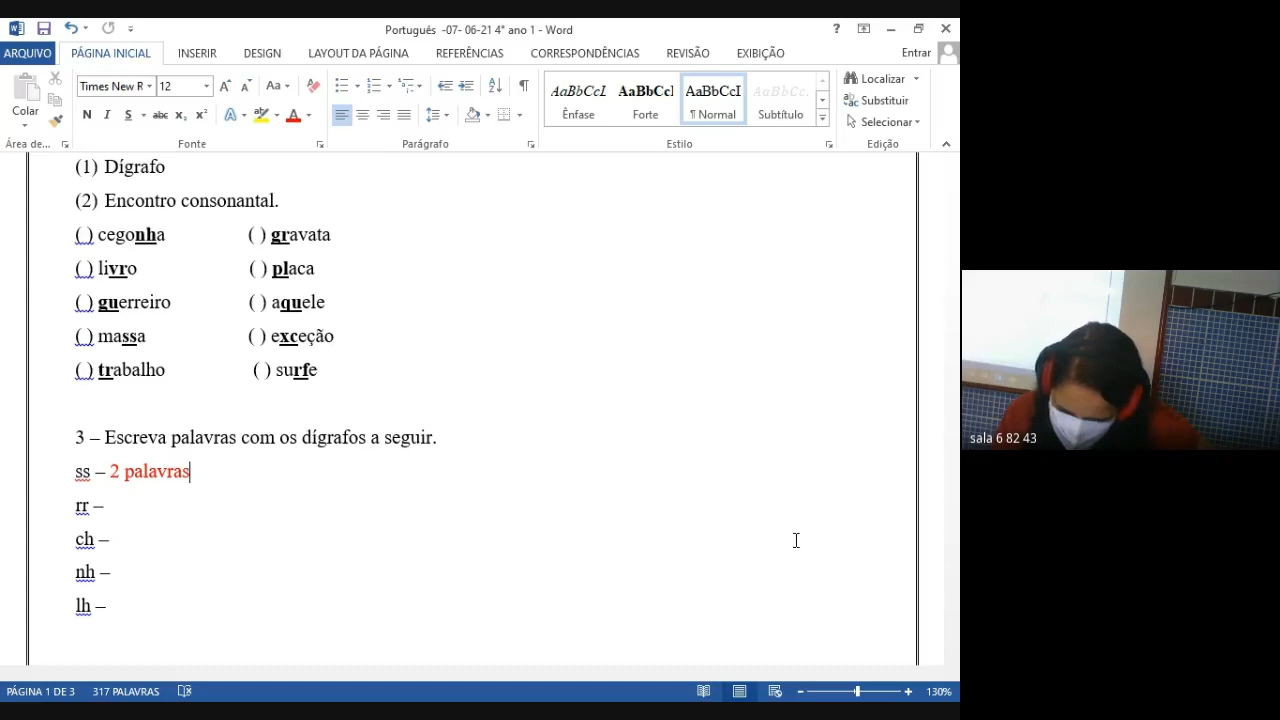 Português -07- 06-21 4° ano 1 - Word
?
ARQUIVO PÁGINA INICIAL INSERIR DESIGN LAYOUT DA PÁGINA REFERÊNCIAS CORRESPONDÊNCIAS REVISÃO EXIBIÇÃO Entrar
Colar
Times New R 12 Aa
N I S abc x₂ x² A A
AaBbCcI AaBbCcI AaBbCcI AaBbCc.
Ênfase Forte ¶ Normal Subtítulo
Localizar
Substituir
Selecionar
Área de... Fonte Parágrafo Estilo Edição
(1) Dígrafo
(2) Encontro consonantal.
( ) cegonha ( ) gravata
( ) livro ( ) placa
( ) guerreiro ( ) aquele
( ) massa ( ) exceção
( ) trabalho ( ) surfe
3 – Escreva palavras com os dígrafos a seguir.
ss – 2 palavras
rr –
ch –
nh –
lh –
sala 6 82 43
PÁGINA 1 DE 3 317 PALAVRAS 130%